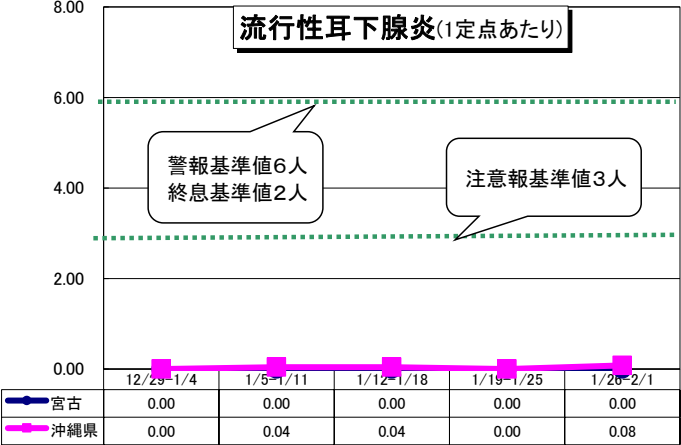 流行性耳下腺炎(1定点あたり)
8.00
6.00
警報基準値6人
終息基準値2人
注意報基準値3人
4.00
2.00
0.00
12/29-1/4 1/5-1/11 1/12-1/18 1/19-1/25 1/26-2/1
宮古 0.00 0.00 0.00 0.00 0.00
沖縄県 0.00 0.04 0.04 0.00 0.08